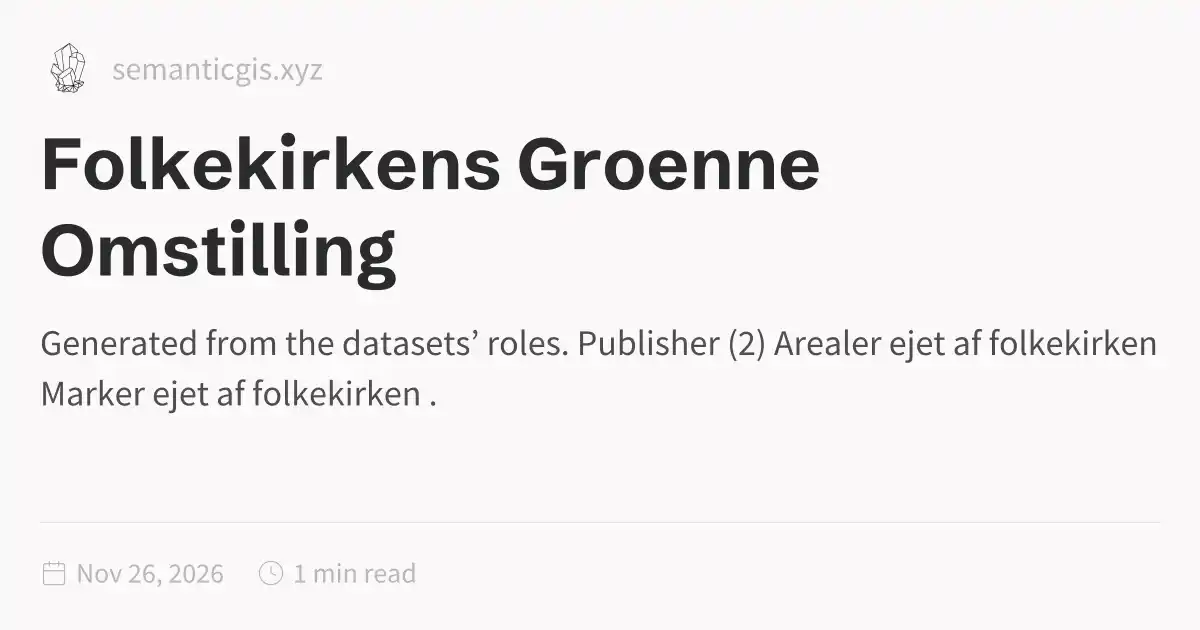 semanticgis.xyz
Folkekirkens Groenne
Omstilling
Generated from the datasets’ roles. Publisher (2) Arealer ejet af folkekirken
Marker ejet af folkekirken .
Nov 26, 2026 1 min read